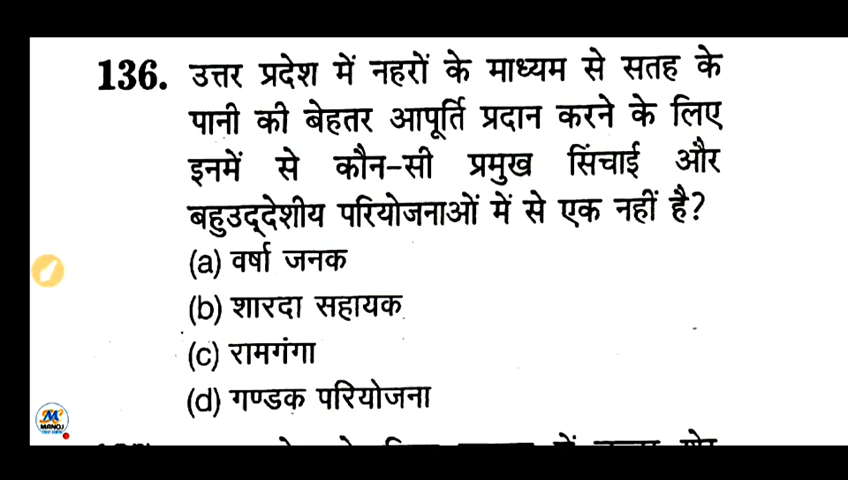 136. उत्तर प्रदेश में नहरों के माध्यम से सतह के
पानी की बेहतर आपूर्ति प्रदान करने के लिए
इनमें से कौन-सी प्रमुख सिंचाई और
बहुउद्देशीय परियोजनाओं में से एक नहीं है?
(a) वर्षा जनक
(b) शारदा सहायक
(c) रामगंगा
(d) गण्डक परियोजना
MANOJ